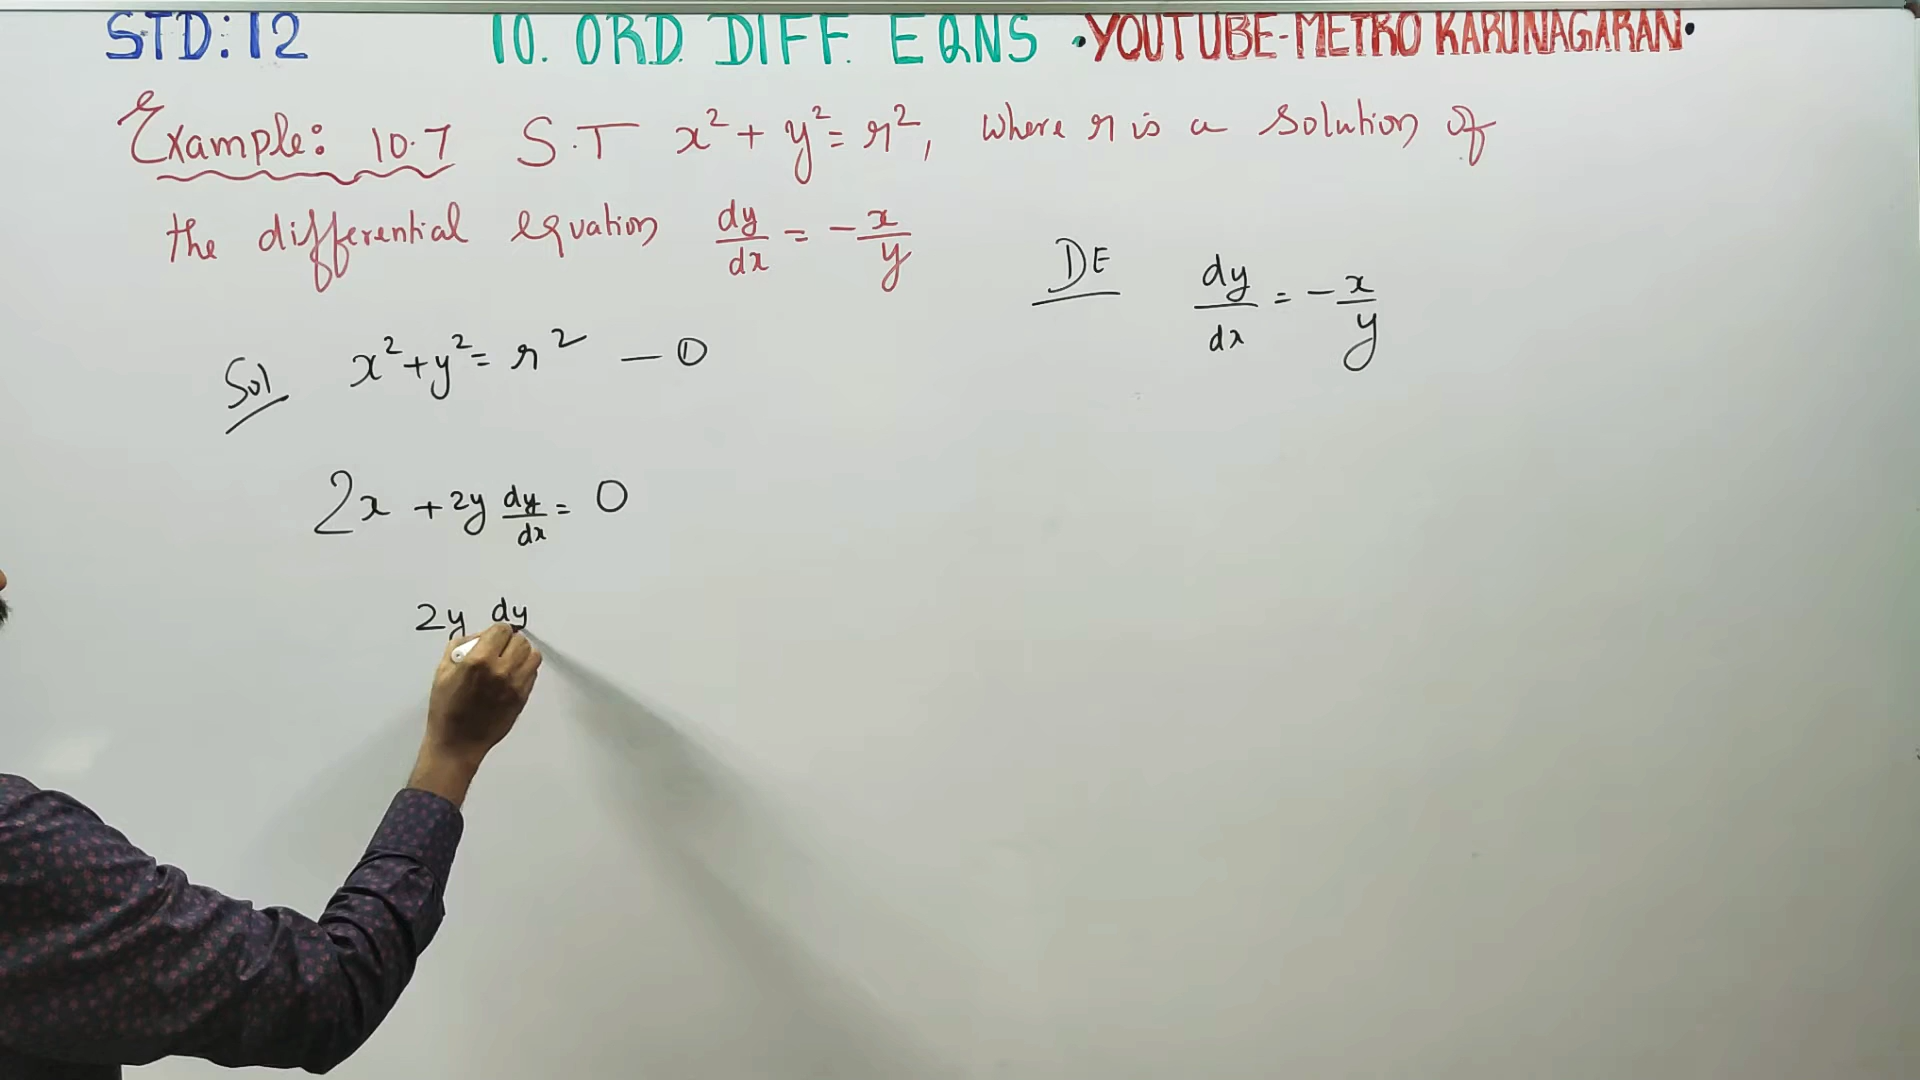 STD:12 10. ORD. DIFF. EQNS •YOUTUBE-METRO KARUNAGARAN•
Example: 10.7 S.T x² + y² = r², where r is a solution of
the differential equation dy/dx = -x/y
DE dy/dx = -x/y
Sol x²+y² = r² — ①
2x + 2y dy/dx = 0
2y dy